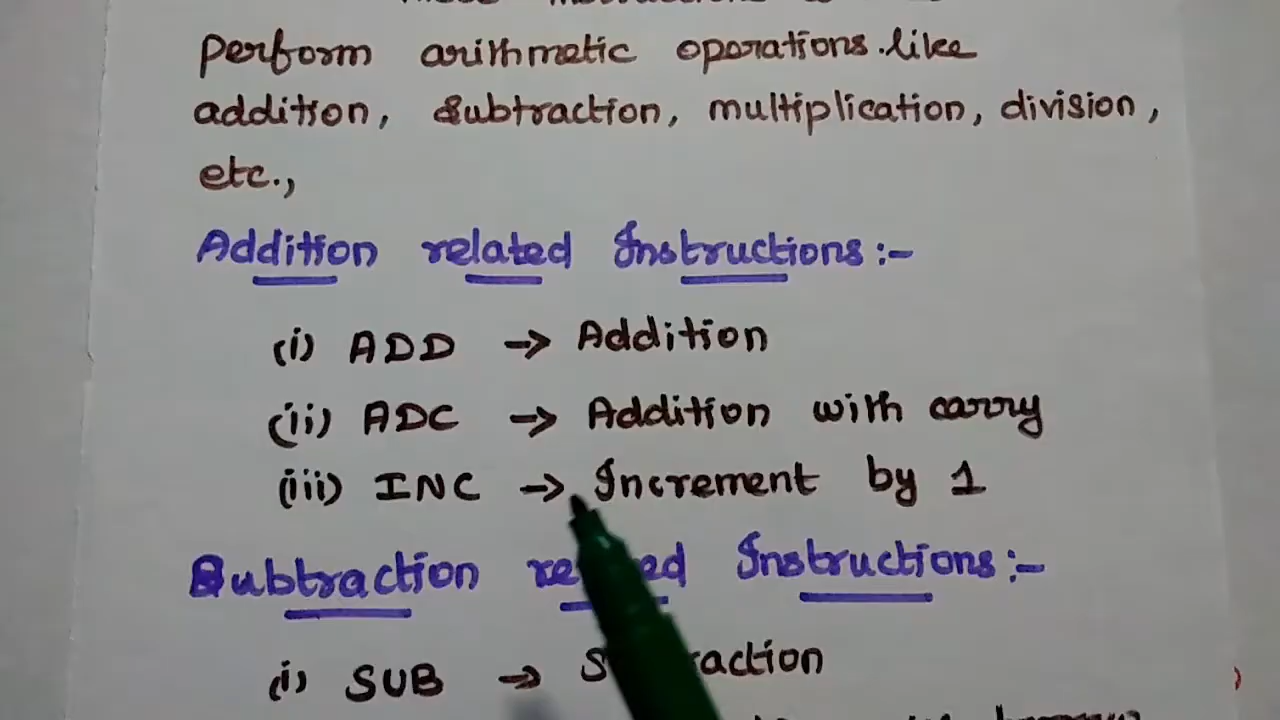 Perform arithmetic operations. like
addition, Subtraction, multiplication, division,
etc.,
Addition related Instructions:-
(i) ADD → Addition
(ii) ADC → Addition with carry
(iii) INC → Increment by 1
Subtraction Instructions:-
(i) SUB →